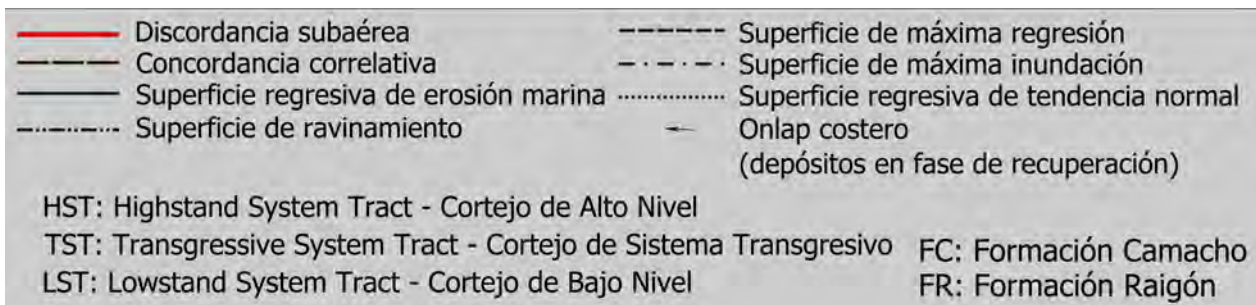 Discordancia subaérea
Concordancia correlativa
Superficie regresiva de erosión marina
Superficie de ravinamiento
Superficie de máxima regresión
Superficie de máxima inundación
Superficie regresiva de tendencia normal
Onlap costero
(depósitos en fase de recuperación)
HST: Highstand System Tract - Cortejo de Alto Nivel
TST: Transgressive System Tract - Cortejo de Sistema Transgresivo
LST: Lowstand System Tract - Cortejo de Bajo Nivel
FC: Formación Camacho
FR: Formación Raigón